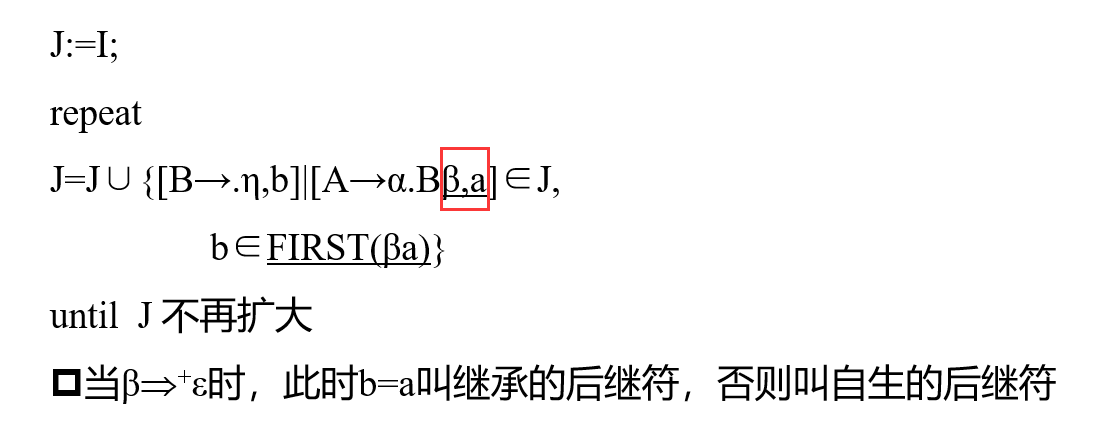 J:=I;
repeat
J=J∪{[B→.η,b]|[A→α.Bβ,a]∈J,
b∈FIRST(βa)}
until J 不再扩大
当β⇒⁺ε时，此时b=a叫继承的后继符，否则叫自生的后继符